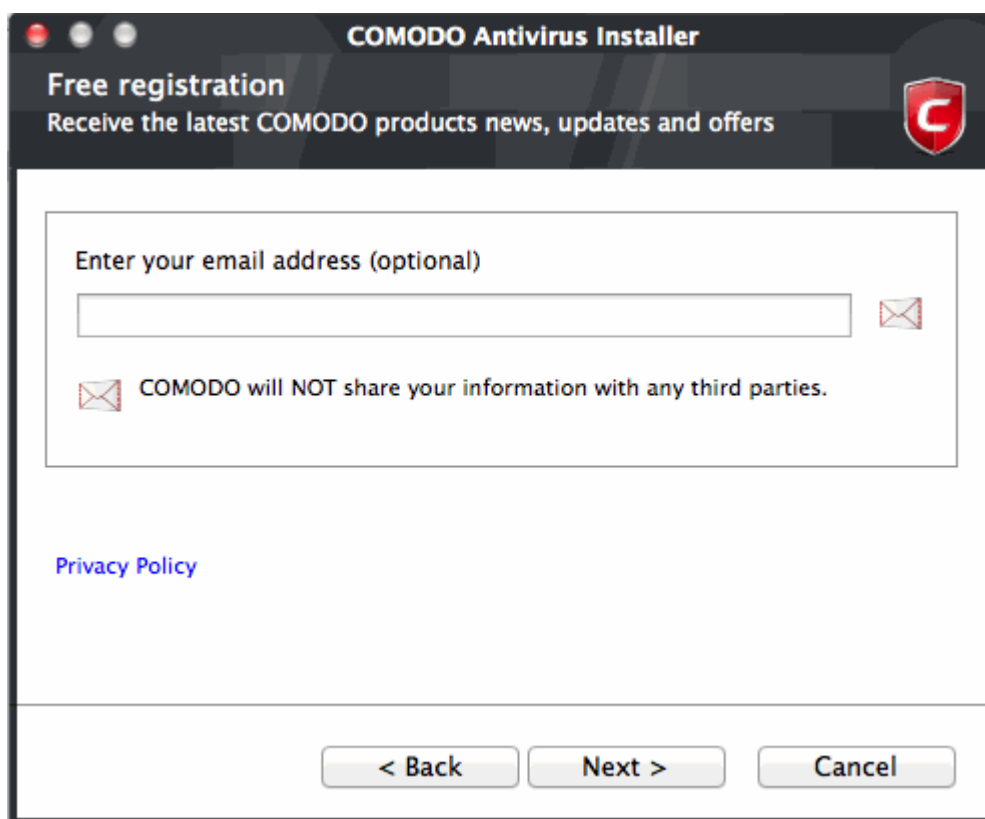 COMODO Antivirus Installer
Free registration
Receive the latest COMODO products news, updates and offers
C
Enter your email address (optional)
COMODO will NOT share your information with any third parties.
Privacy Policy
< Back
Next >
Cancel